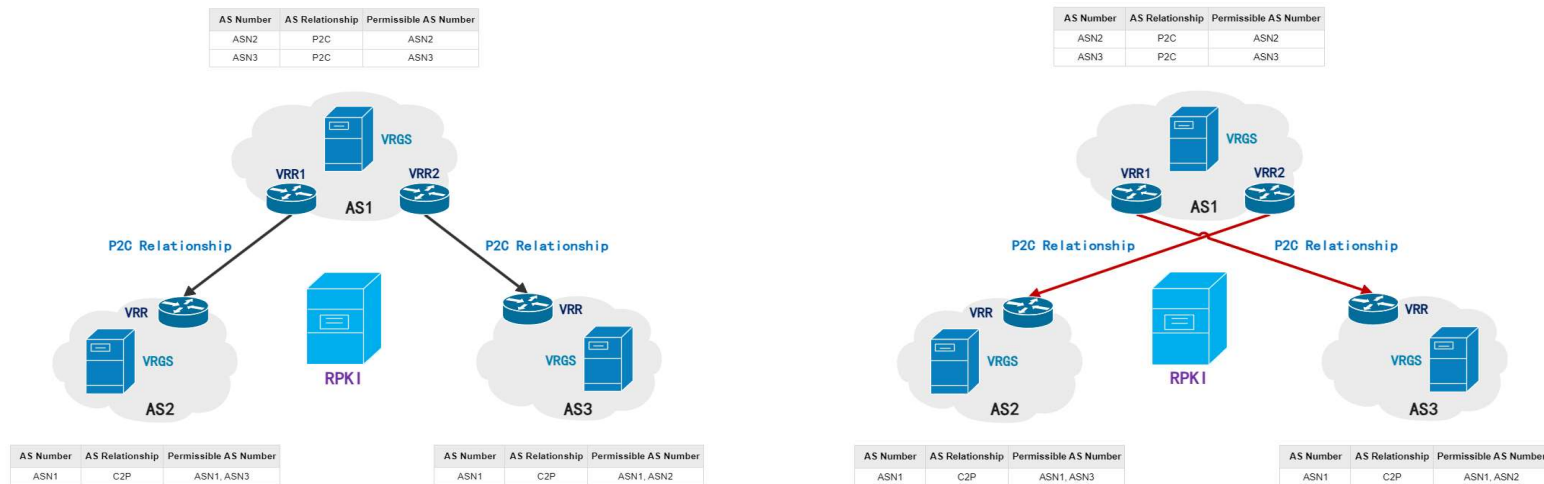 AS Number AS Relationship Permissible AS Number
ASN2 P2C ASN2
ASN3 P2C ASN3
VRGS
VRR1 VRR2
AS1
P2C Relationship P2C Relationship
VRR VRR
VRGS VRGS
RPKI
AS2 AS3
AS Number AS Relationship Permissible AS Number
ASN1 C2P ASN1, ASN3
AS Number AS Relationship Permissible AS Number
ASN1 C2P ASN1, ASN2
AS Number AS Relationship Permissible AS Number
ASN2 P2C ASN2
ASN3 P2C ASN3
VRGS
VRR1 VRR2
AS1
P2C Relationship P2C Relationship
VRR VRR
VRGS VRGS
RPKI
AS2 AS3
AS Number AS Relationship Permissible AS Number
ASN1 C2P ASN1, ASN3
AS Number AS Relationship Permissible AS Number
ASN1 C2P ASN1, ASN2